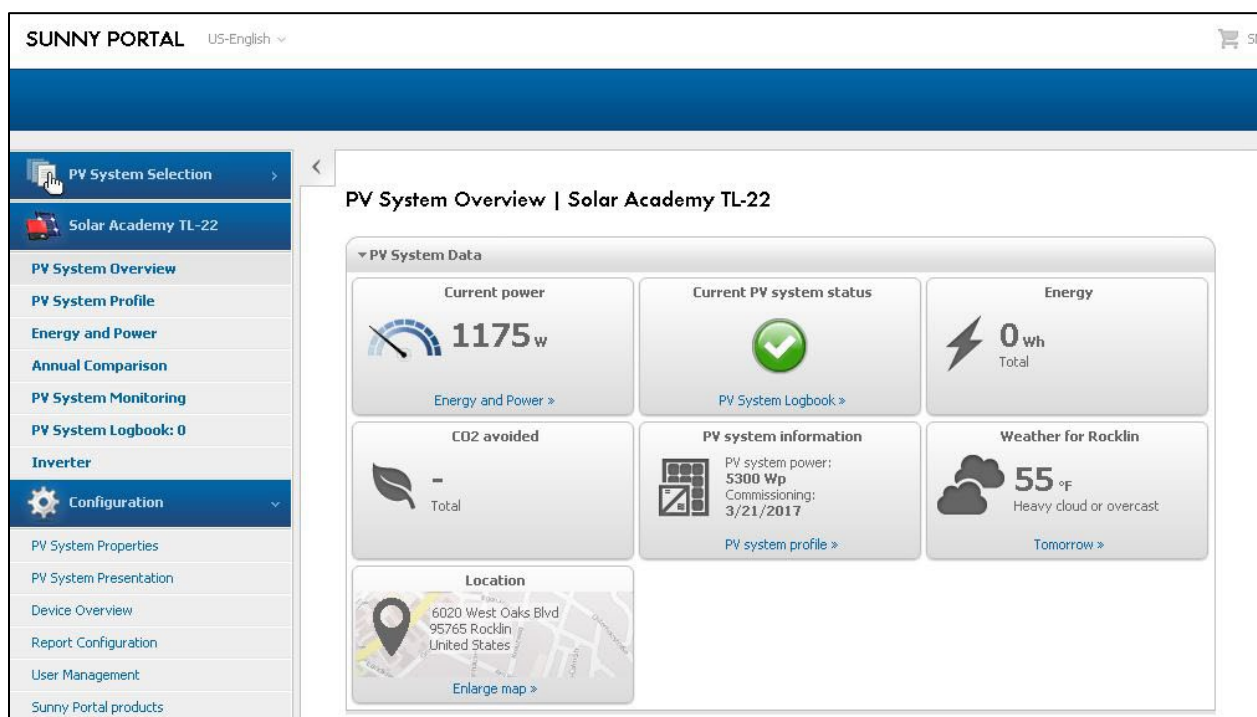 SUNNY PORTAL US-English
PV System Selection
Solar Academy TL-22
PV System Overview
PV System Profile
Energy and Power
Annual Comparison
PV System Monitoring
PV System Logbook: 0
Inverter
Configuration
PV System Properties
PV System Presentation
Device Overview
Report Configuration
User Management
Sunny Portal products
PV System Overview | Solar Academy TL-22
PV System Data
Current power
1175 W
Energy and Power »
Current PV system status
PV System Logbook »
Energy
0 Wh
Total
CO2 avoided
-
Total
PV system information
PV system power:
5300 Wp
Commissioning:
3/21/2017
PV system profile »
Weather for Rocklin
55 °F
Heavy cloud or overcast
Tomorrow »
Location
6020 West Oaks Blvd
95765 Rocklin
United States
Enlarge map »